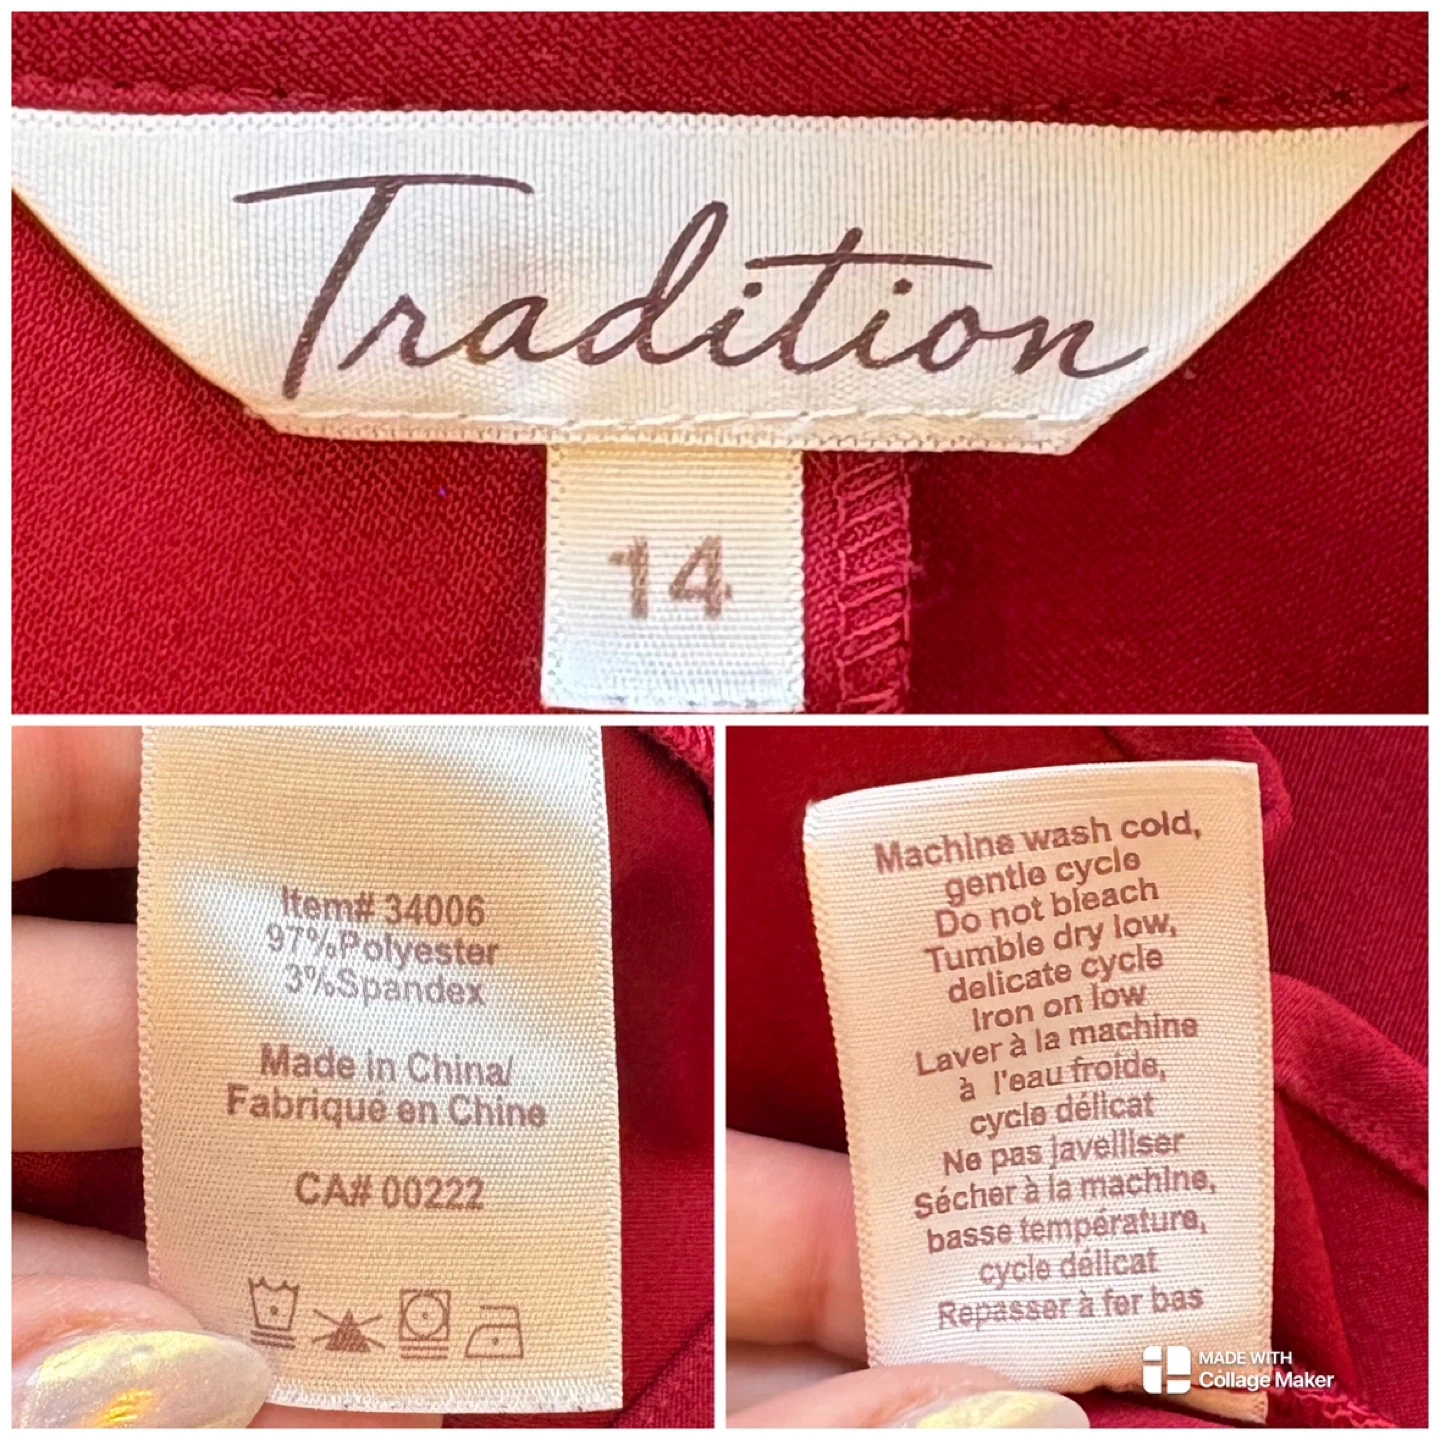 Tradition
14
Item# 34006
97%Polyester
3%Spandex
Made in China/
Fabriqué en Chine
CA# 00222
Machine wash cold,
gentle cycle
Do not bleach
Tumble dry low,
delicate cycle
Iron on low
Laver à la machine
à l'eau froide,
cycle délicat
Ne pas javelliser
Sécher à la machine,
basse température,
cycle délicat
Repasser à fer bas
MADE WITH
Collage Maker